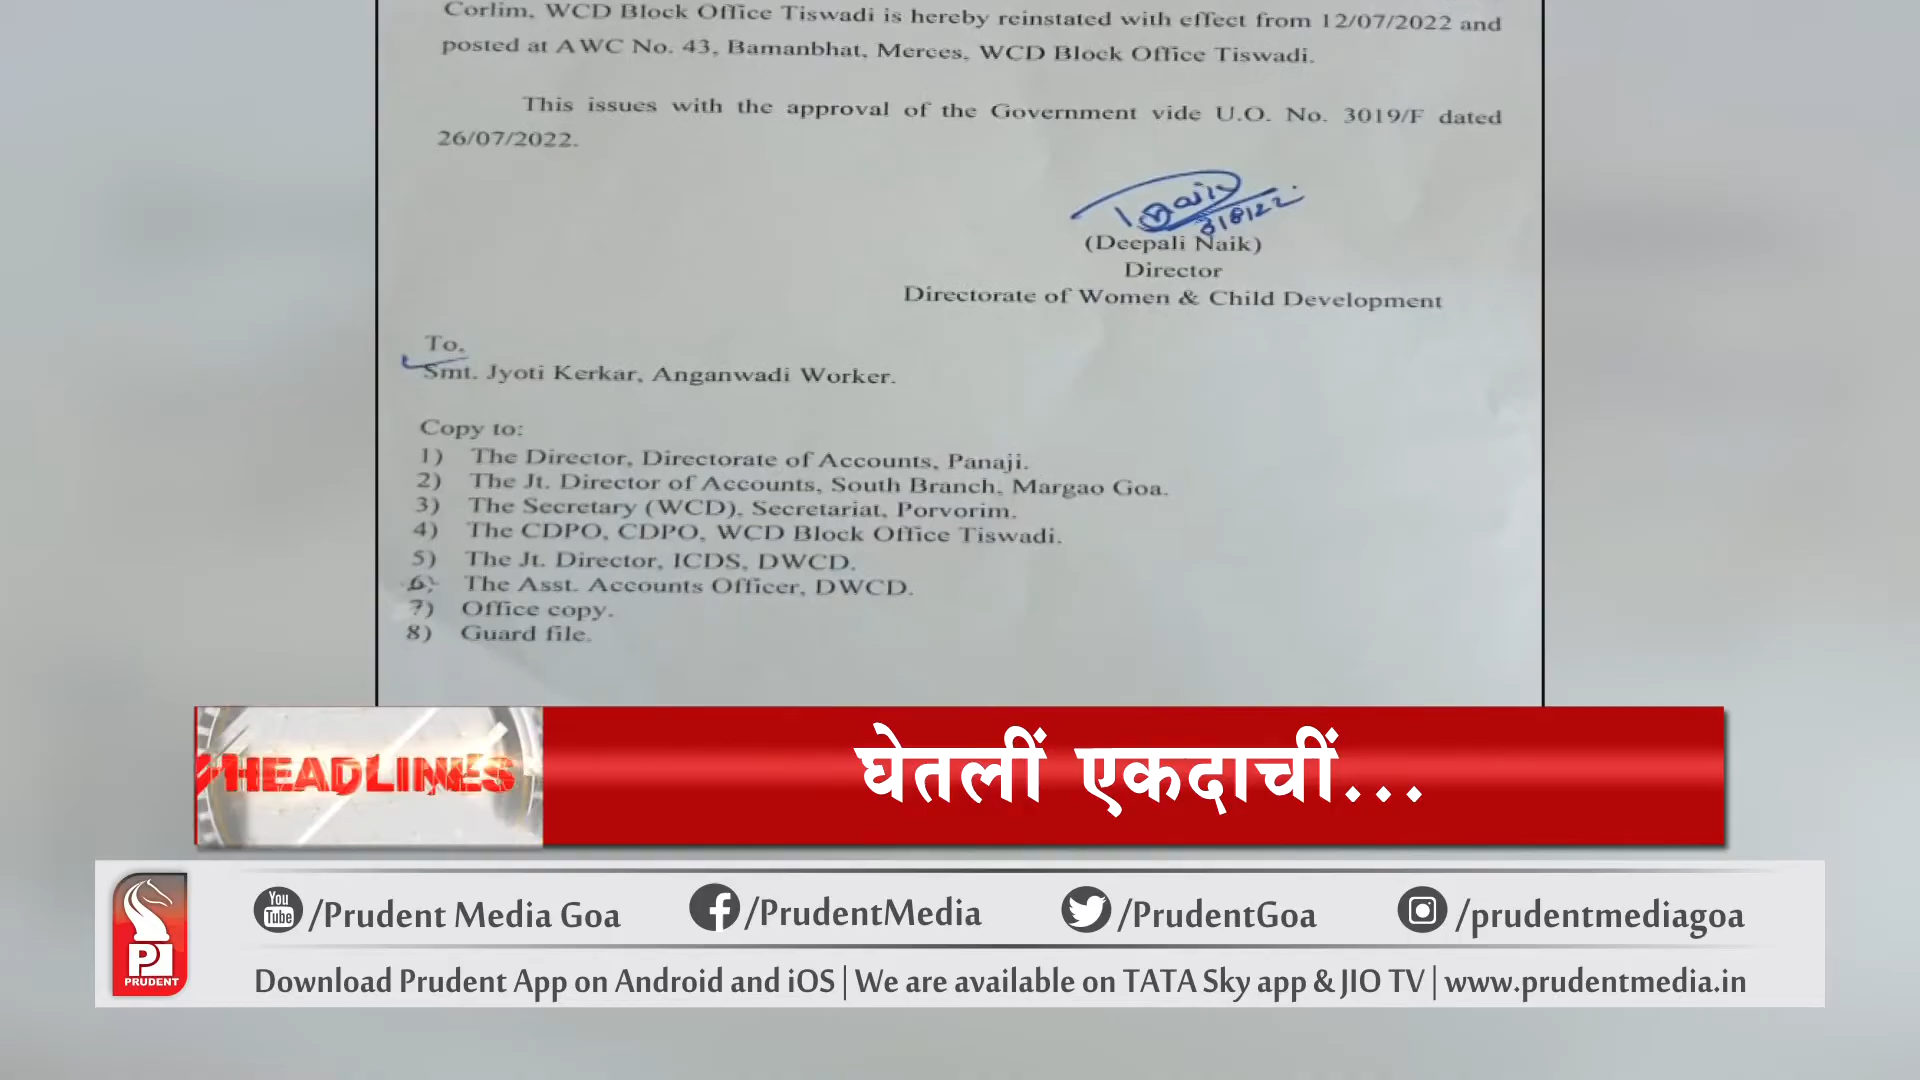 Corlim, WCD Block Office Tiswadi is hereby reinstated with effect from 12/07/2022 and
posted at AWC No. 43, Bamanbhat, Merces, WCD Block Office Tiswadi.
This issues with the approval of the Government vide U.O. No. 3019/F dated
26/07/2022.
3/8/22
(Deepali Naik)
Director
Directorate of Women & Child Development
To,
Smt. Jyoti Kerkar, Anganwadi Worker.
Copy to:
1) The Director, Directorate of Accounts, Panaji.
2) The Jt. Director of Accounts, South Branch, Margao Goa.
3) The Secretary (WCD), Secretariat, Porvorim.
4) The CDPO, CDPO, WCD Block Office Tiswadi.
5) The Jt. Director, ICDS, DWCD.
6) The Asst. Accounts Officer, DWCD.
7) Office copy.
8) Guard file.
HEADLINES
घेतलीं एकदाचीं...
You Tube /Prudent Media Goa /PrudentMedia /PrudentGoa /prudentmediagoa
PRUDENT
Download Prudent App on Android and iOS | We are available on TATA Sky app & JIO TV | www.prudentmedia.in